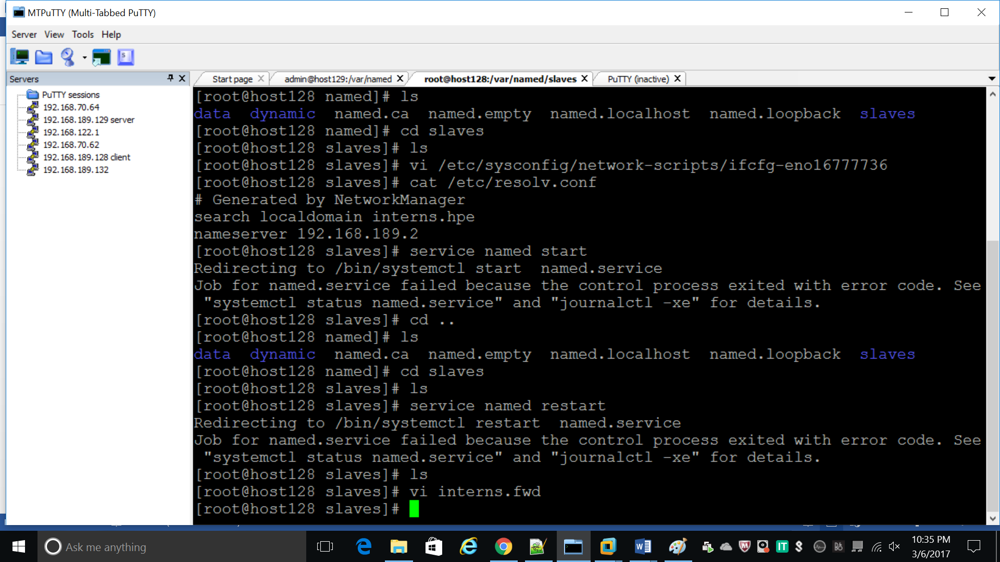 MTPuTTY (Multi-Tabbed PuTTY)
Server View Tools Help
Servers
PuTTY sessions
192.168.70.64
192.168.189.129 server
192.168.122.1
192.168.70.62
192.168.189.128 client
192.168.189.132
Start page
admin@host129:/var/named
root@host128:/var/named/slaves
PuTTY (inactive)
[root@host128 named]# ls
data dynamic named.ca named.empty named.localhost named.loopback slaves
[root@host128 named]# cd slaves
[root@host128 slaves]# ls
[root@host128 slaves]# vi /etc/sysconfig/network-scripts/ifcfg-eno16777736
[root@host128 slaves]# cat /etc/resolv.conf
# Generated by NetworkManager
search localdomain interns.hpe
nameserver 192.168.189.2
[root@host128 slaves]# service named start
Redirecting to /bin/systemctl start  named.service
Job for named.service failed because the control process exited with error code. See
 "systemctl status named.service" and "journalctl -xe" for details.
[root@host128 slaves]# cd ..
[root@host128 named]# ls
data dynamic named.ca named.empty named.localhost named.loopback slaves
[root@host128 named]# cd slaves
[root@host128 slaves]# ls
[root@host128 slaves]# service named restart
Redirecting to /bin/systemctl restart  named.service
Job for named.service failed because the control process exited with error code. See
 "systemctl status named.service" and "journalctl -xe" for details.
[root@host128 slaves]# ls
[root@host128 slaves]# vi interns.fwd
[root@host128 slaves]#
Ask me anything
10:35 PM
3/6/2017